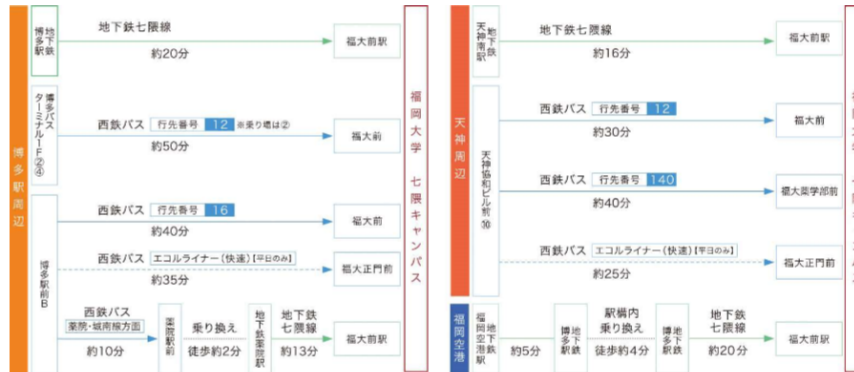 博多駅周辺
地下鉄
博多駅
地下鉄七隈線
約20分
福大前駅
博多バス
ターミナル1F②④
西鉄バス 行先番号 12 ※乗り場は②
約50分
福大前
博多駅前B
西鉄バス 行先番号 16
約40分
福大前
西鉄バス エコルライナー(快速)【平日のみ】
約35分
福大正門前
西鉄バス
薬院・城南線方面
約10分
薬院駅前
乗り換え
徒歩約2分
地下鉄薬院駅
地下鉄
七隈線
約13分
福大前駅
福岡大学 七隈キャンパス
天神周辺
地下鉄
天神南駅
地下鉄七隈線
約16分
福大前駅
天神協和ビル前⑩
西鉄バス 行先番号 12
約30分
福大前
西鉄バス 行先番号 140
約40分
福大薬学部前
西鉄バス エコルライナー(快速)【平日のみ】
約25分
福大正門前
福岡空港
地下鉄
福岡空港駅
約5分
地下鉄
博多駅
駅構内
乗り換え
徒歩約4分
地下鉄
博多駅
地下鉄
七隈線
約20分
福大前駅